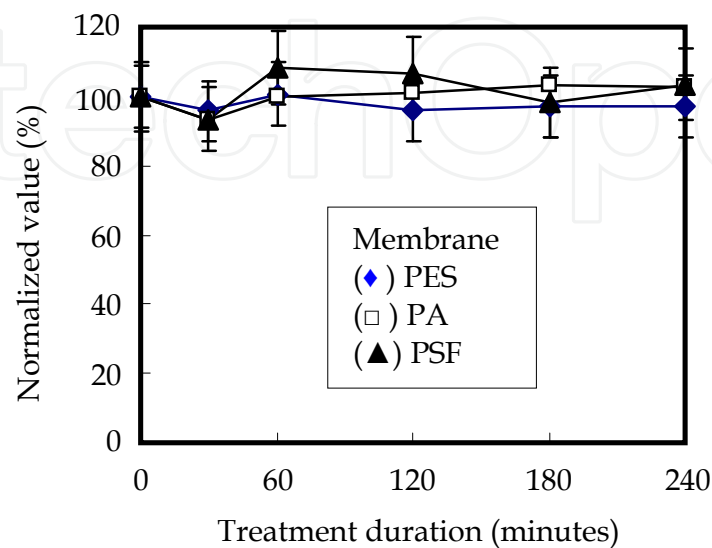 120
100
80
60
40
20
0
Normalized value (%)
Membrane
(♦) PES
(□) PA
(▲) PSF
0 60 120 180 240
Treatment duration (minutes)